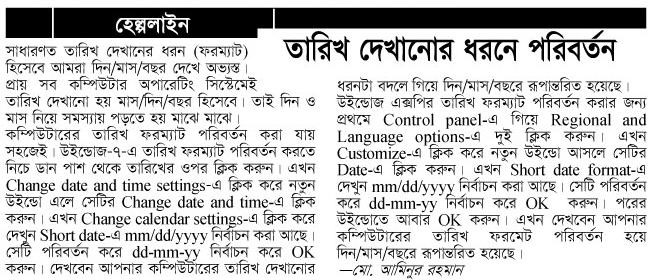 হেল্পলাইন
তারিখ দেখানোর ধরনে পরিবর্তন
সাধারণত তারিখ দেখানের ধরন (ফরম্যাট)
হিসেবে আমরা দিন/মাস/বছর দেখে অভ্যস্ত।
প্রায় সব কম্পিউটার অপারেটিং সিস্টেমেই
তারিখ দেখানো হয় মাস/দিন/বছর হিসেবে। তাই দিন ও
মাস নিয়ে সমস্যায় পড়তে হয় মাঝে মাঝে।
কম্পিউটারের তারিখ ফরম্যাট পরিবর্তন করা যায়
সহজেই। উইন্ডোজ-৭-এ তারিখ ফরম্যাট পরিবর্তন করতে
নিচে ডান পাশ থেকে তারিখের ওপর ক্লিক করুন। এখন
Change date and time settings-এ ক্লিক করে নতুন
উইন্ডো এলে সেটির Change date and time-এ ক্লিক
করুন। এখন Change calendar settings-এ ক্লিক করে
দেখুন Short date-এ mm/dd/yyyy নির্বাচন করা আছে।
সেটি পরিবর্তন করে dd-mm-yy নির্বাচন করে OK
করুন। দেখবেন আপনার কম্পিউটারের তারিখ দেখানোর
ধরনটা বদলে গিয়ে দিন/মাস/বছরে রূপান্তরিত হয়েছে।
উইন্ডোজ এক্সপির তারিখ ফরম্যাট পরিবর্তন করার জন্য
প্রথমে Control panel-এ গিয়ে Regional and
Language options-এ দুই ক্লিক করুন। এখন
Customize-এ ক্লিক করে নতুন উইন্ডো আসলে সেটির
Date-এ ক্লিক করুন। এখন Short date format-এ
দেখুন mm/dd/yyyy নির্বাচন করা আছে। সেটি পরিবর্তন
করে dd-mm-yy নির্বাচন করে OK করুন। পরের
উইন্ডোতে আবার OK করুন। এখন দেখবেন আপনার
কম্পিউটারের তারিখ ফরমেট পরিবর্তন হয়ে
দিন/মাস/বছরে রূপান্তরিত হয়েছে।
—মো. আমিনুর রহমান